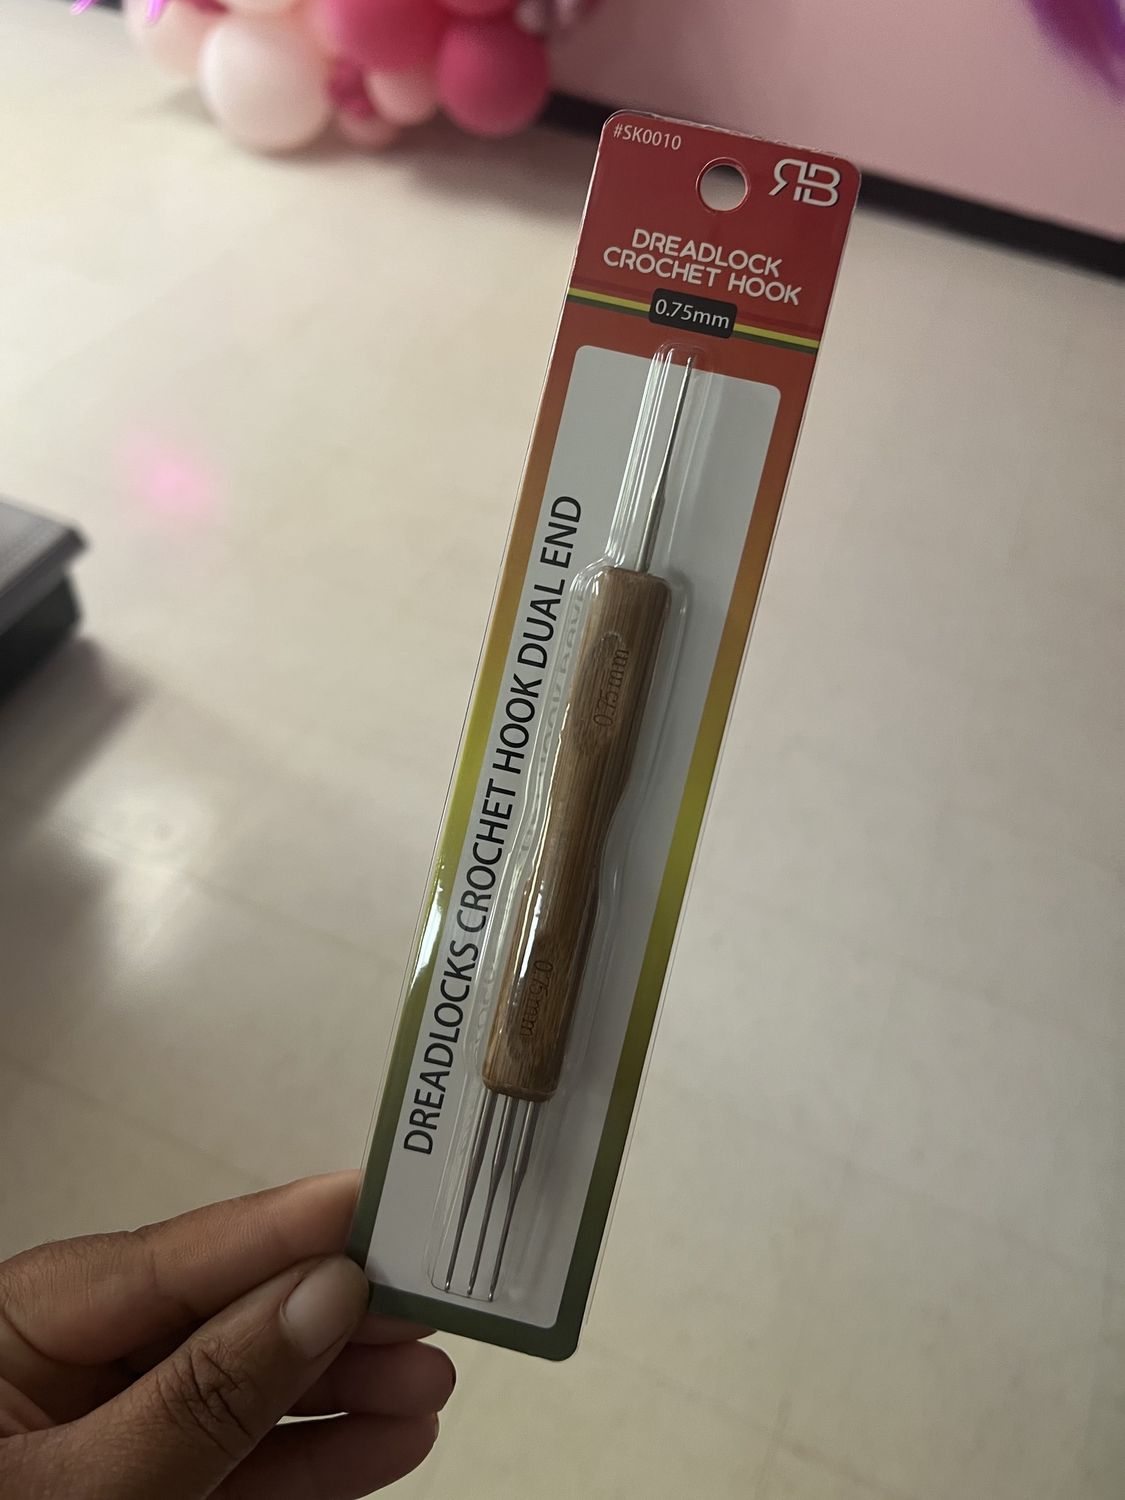 #SK0010
RB
DREADLOCK
CROCHET HOOK
0.75mm
DREADLOCKS CROCHET HOOK DUAL END
0.75mm
0.75mm